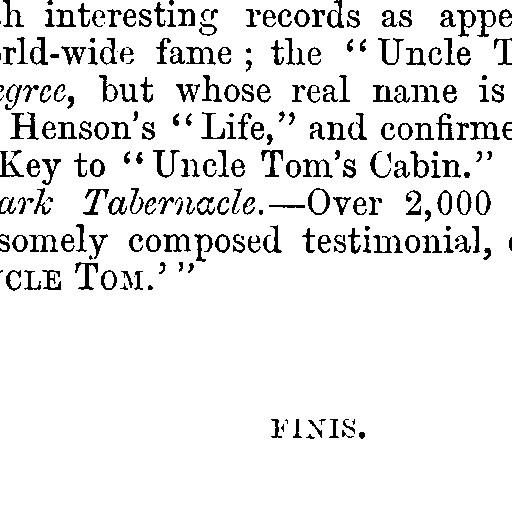 h interesting records as appe
rld-wide fame; the "Uncle T
egree, but whose real name is
Henson's "Life," and confirme
Key to "Uncle Tom's Cabin."
ark Tabernacle.—Over 2,000
somely composed testimonial,
CLE TOM.'"
FINIS.